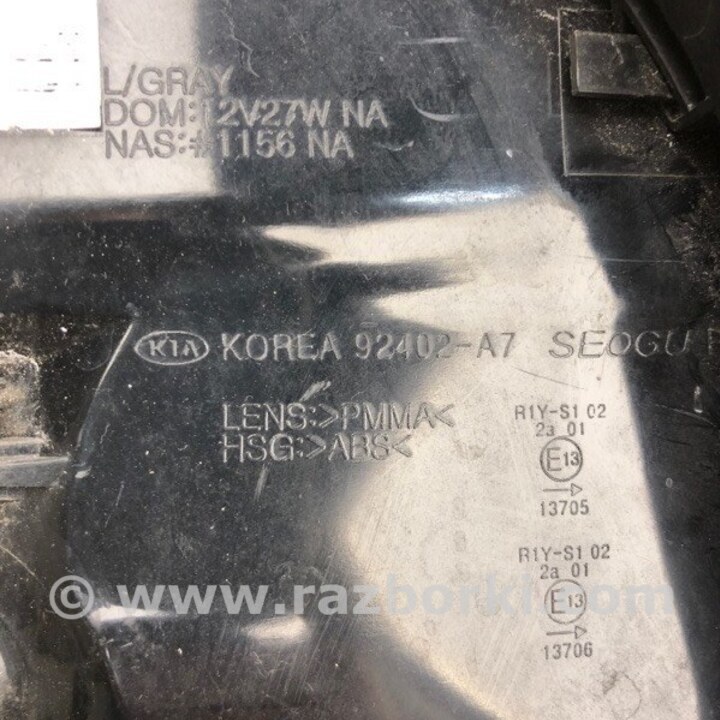 L/GRAY
DOM:12V27W NA
NAS:#1156 NA
KIA KOREA 92402-A7 SEOGU
LENS:>PMMA<
HSG:>ABS<
R1Y-S1 02
2a 01
E13
13705
R1Y-S1 02
2a 01
E13
13706
© www.razborki.com